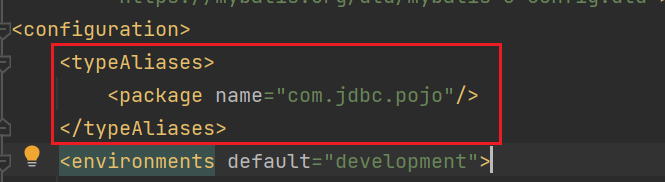 <configuration>
<typeAliases>
<package name="com.jdbc.pojo"/>
</typeAliases>
<environments default="development">